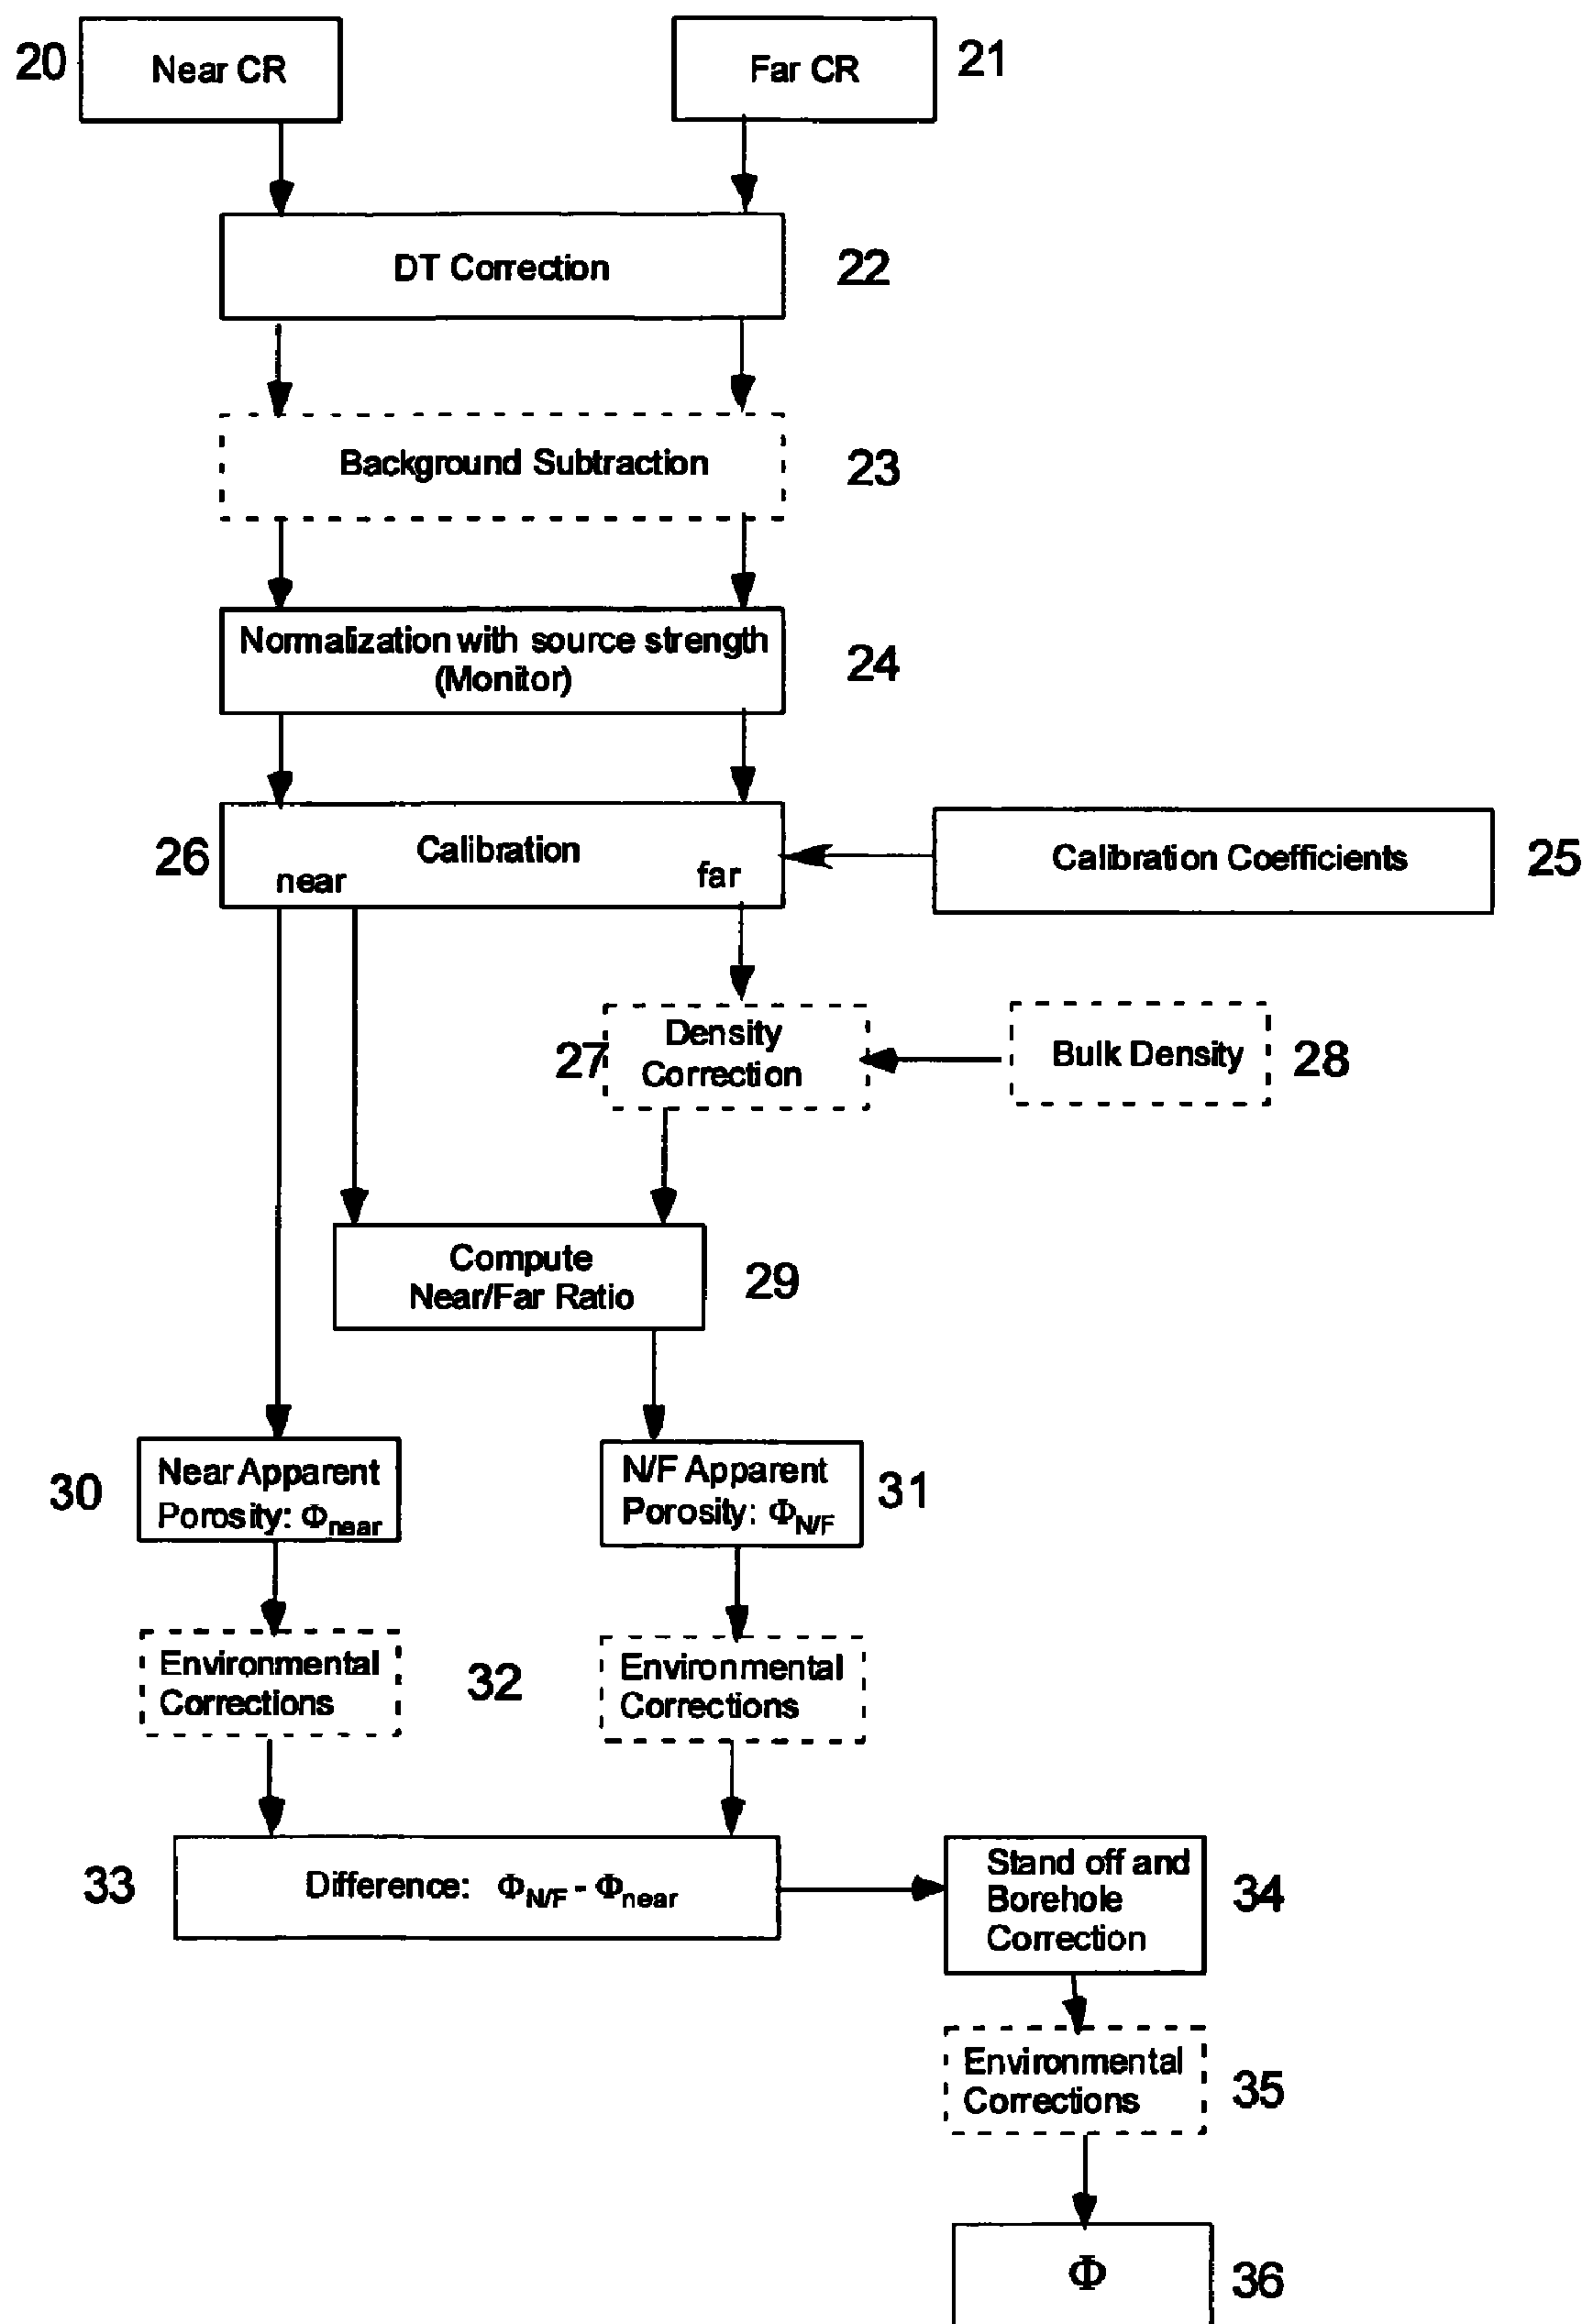 20 Near CR
Far CR 21
DT Correction 22
Background Subtraction 23
Normalization with source strength
(Monitor)
24
26 Calibration
near far
Calibration Coefficients 25
Density
Correction
27
Bulk Density 28
Compute
Near/Far Ratio
29
30
Near Apparent
Porosity: Φnear
N/F Apparent
Porosity: ΦN/F
31
Environmental
Corrections
32
Environmental
Corrections
33 Difference: ΦN/F - Φnear
Stand off and
Borehole
Correction
34
Environmental
Corrections
35
Φ 36